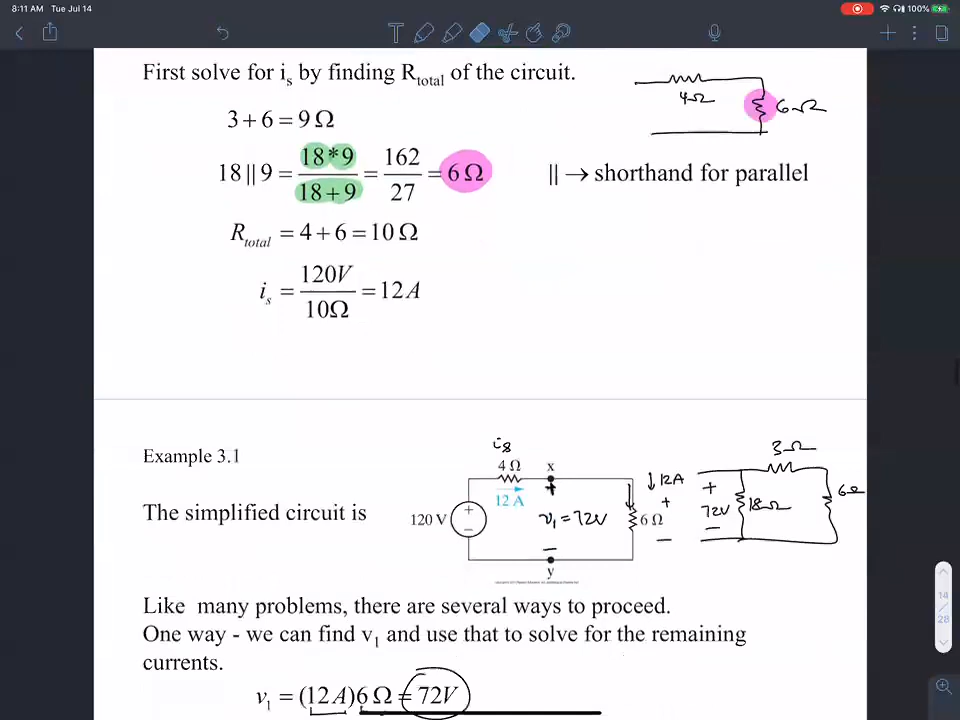 8:11 AM Tue Jul 14
100%
First solve for is by finding Rtotal of the circuit.
4Ω
6Ω
3 + 6 = 9 Ω
18 || 9 = 18*9 / 18+9 = 162 / 27 = 6 Ω
|| → shorthand for parallel
Rtotal = 4 + 6 = 10 Ω
is = 120V / 10Ω = 12 A
Example 3.1
is
4 Ω
x
12 A
3Ω
The simplified circuit is
120 V
+
−
+
v1 = 72V
−
y
6 Ω
↓ 12A
+
−
+
72V
−
18Ω
6Ω
14
/
28
Like many problems, there are several ways to proceed.
One way - we can find v1 and use that to solve for the remaining
currents.
v1 = (12 A)6 Ω = 72V